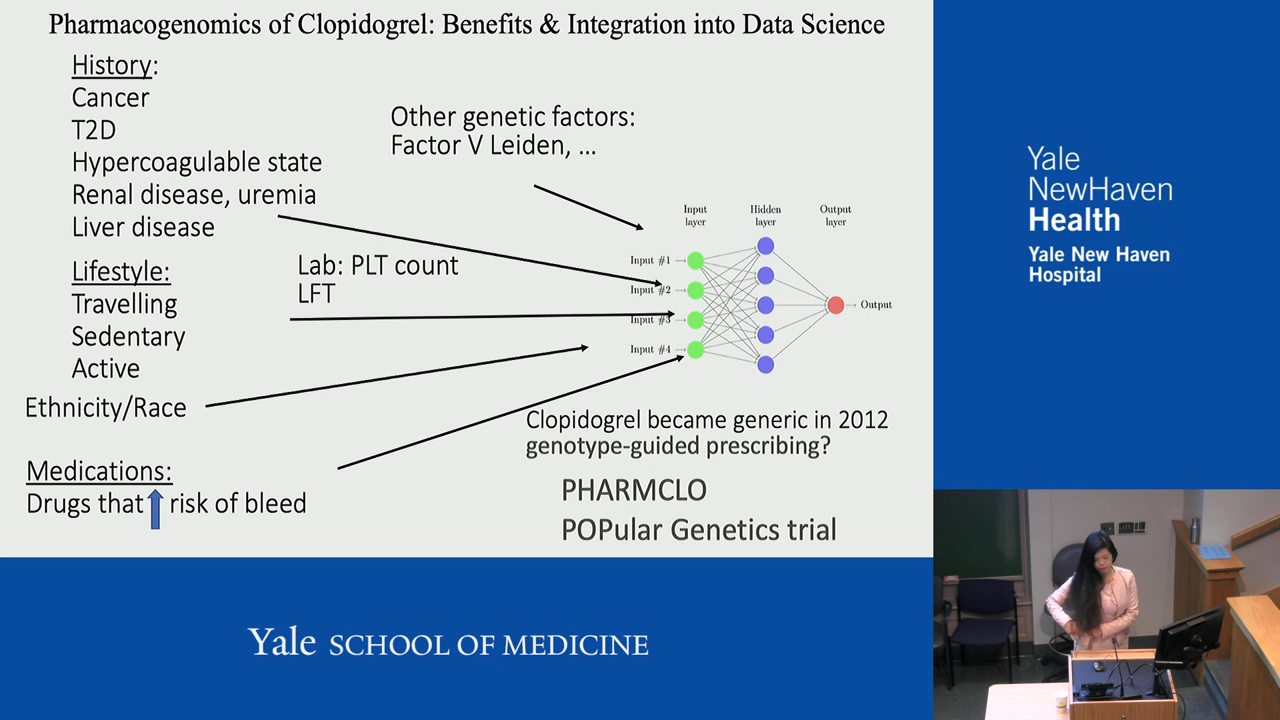 Pharmacogenomics of Clopidogrel: Benefits & Integration into Data Science
History:
Cancer
T2D
Hypercoagulable state
Renal disease, uremia
Liver disease
Other genetic factors:
Factor V Leiden, ...
Lifestyle:
Travelling
Sedentary
Active
Lab: PLT count
LFT
Ethnicity/Race
Medications:
Drugs that risk of bleed
Input layer
Hidden layer
Output layer
Input #1
Input #2
Input #3
Input #4
Output
Clopidogrel became generic in 2012
genotype-guided prescribing?
PHARMCLO
POPular Genetics trial
Yale
NewHaven
Health
Yale New Haven
Hospital
Yale SCHOOL OF MEDICINE